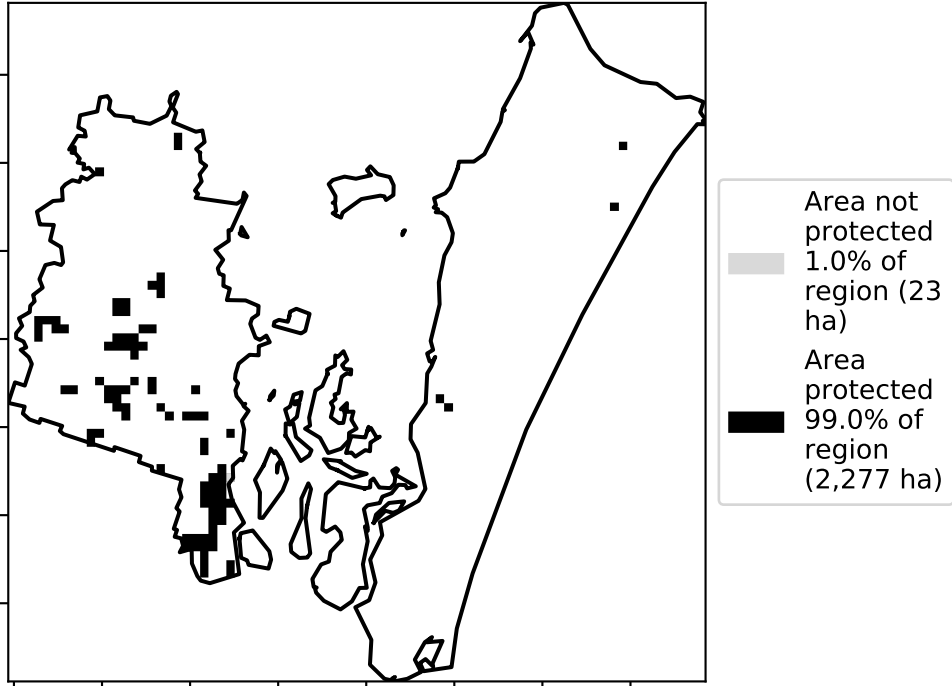 Area not
protected
1.0% of
region (23
ha)
Area
protected
99.0% of
region
(2,277 ha)